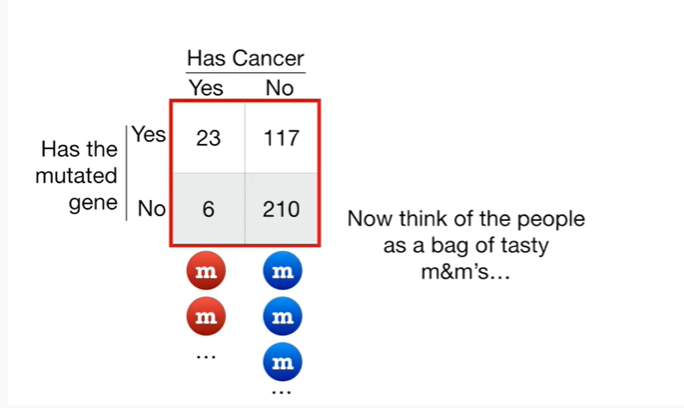 Has Cancer
Yes No
Has the
mutated
gene
Yes 23 117
No 6 210
m m
m m
... m
...
Now think of the people
as a bag of tasty
m&m's...